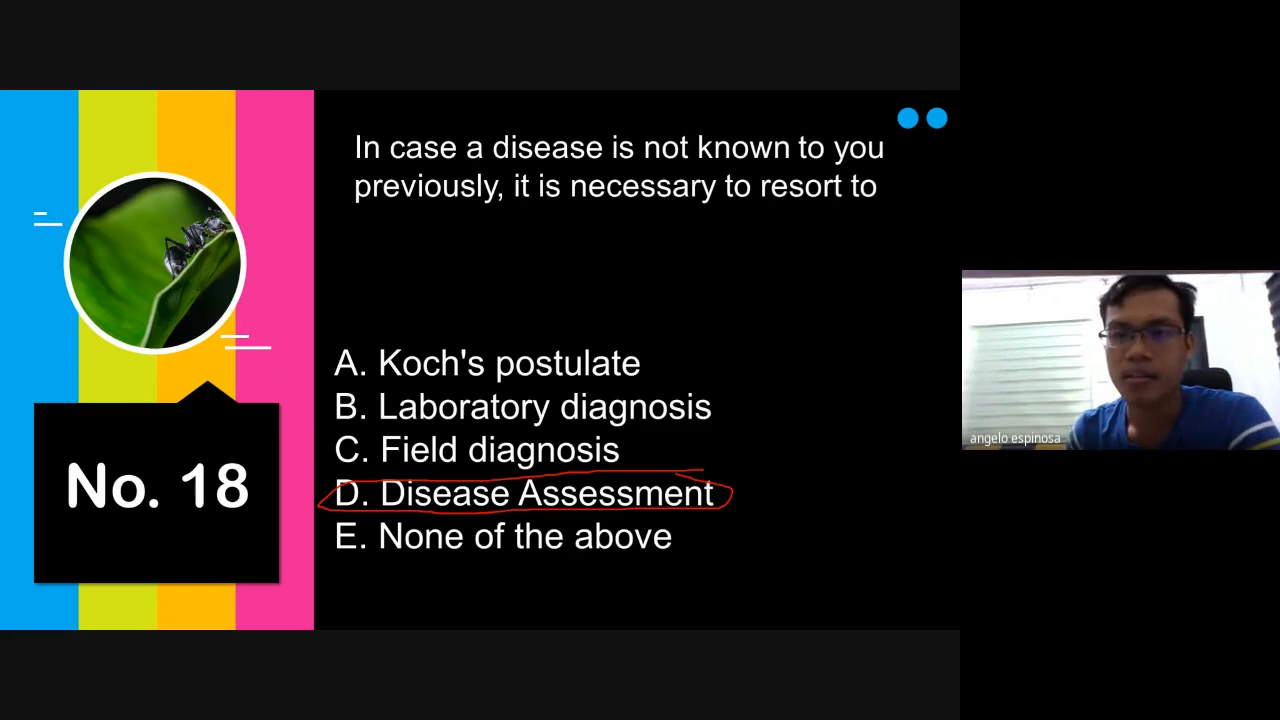 In case a disease is not known to you
previously, it is necessary to resort to
A. Koch's postulate
B. Laboratory diagnosis
C. Field diagnosis
D. Disease Assessment
E. None of the above
No. 18
angelo espinosa